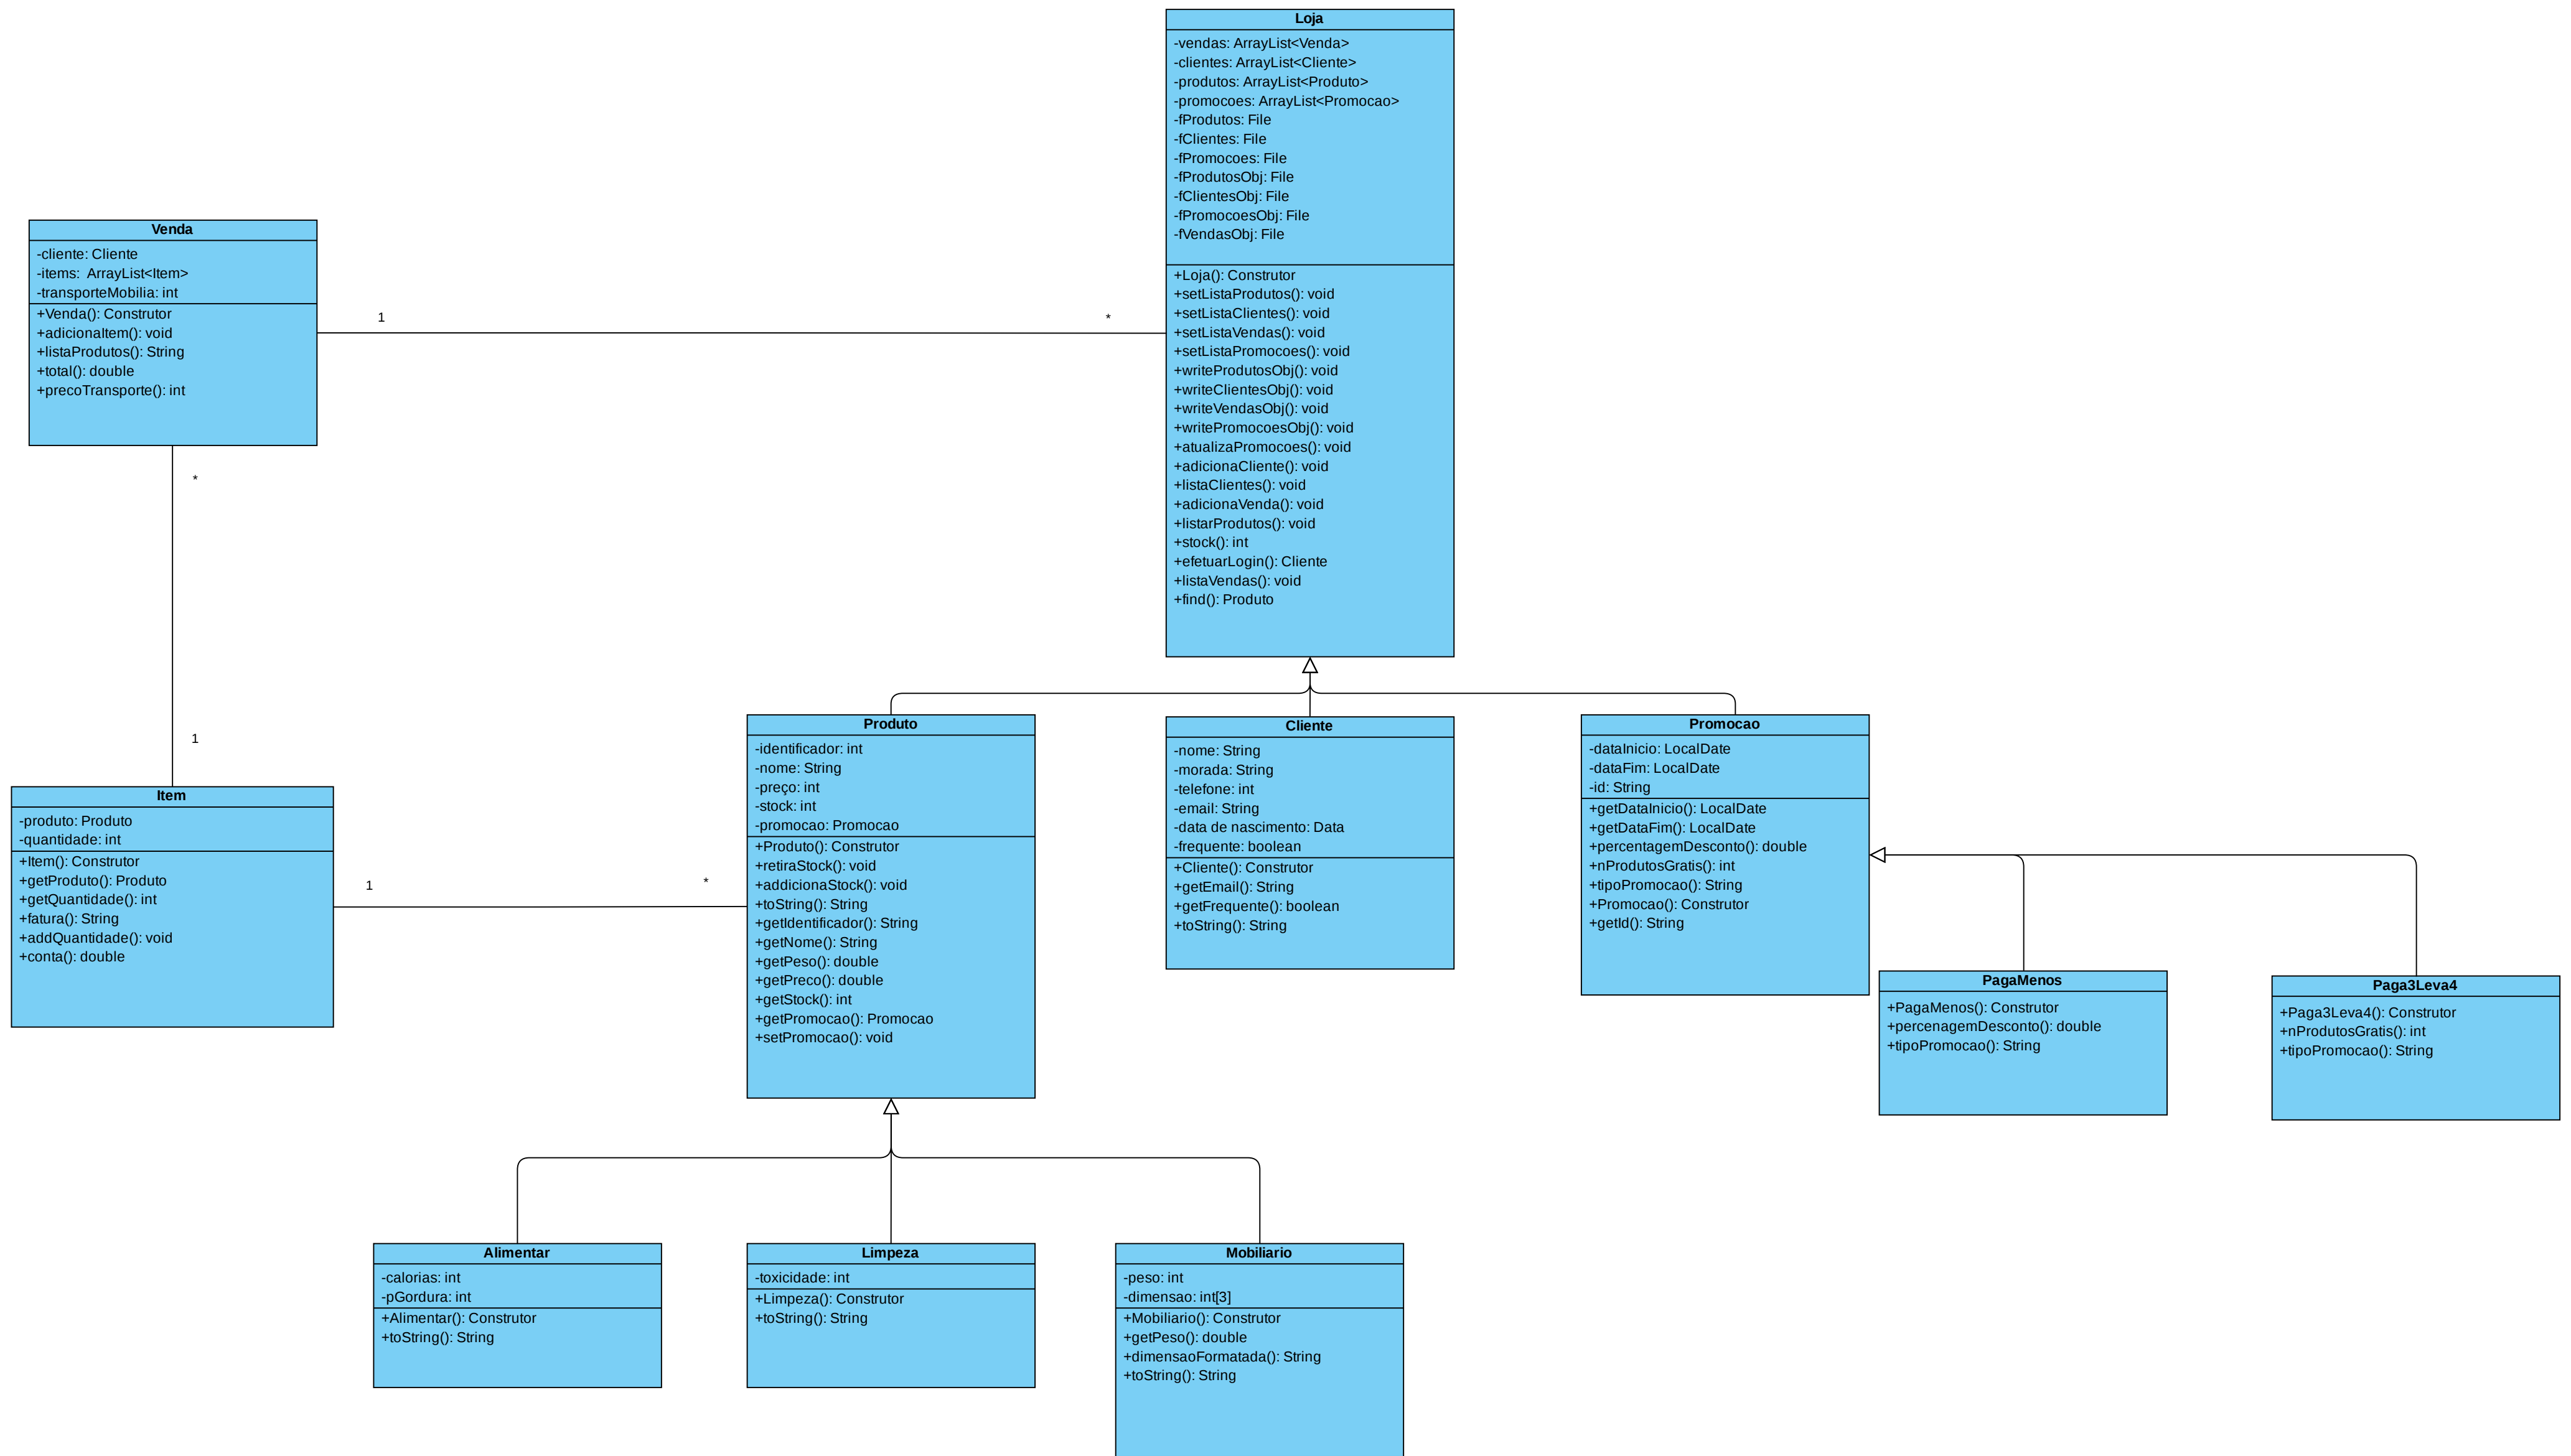 Loja
-vendas: ArrayList<Venda>
-clientes: ArrayList<Cliente>
-produtos: ArrayList<Produto>
-promocoes: ArrayList<Promocao>
-fProdutos: File
-fClientes: File
-fPromocoes: File
-fProdutosObj: File
-fClientesObj: File
-fPromocoesObj: File
-fVendasObj: File
+Loja(): Construtor
+setListaProdutos(): void
+setListaClientes(): void
+setListaVendas(): void
+setListaPromocoes(): void
+writeProdutosObj(): void
+writeClientesObj(): void
+writeVendasObj(): void
+writePromocoesObj(): void
+atualizaPromocoes(): void
+adicionaCliente(): void
+listaClientes(): void
+adicionaVenda(): void
+listarProdutos(): void
+stock(): int
+efetuarLogin(): Cliente
+listaVendas(): void
+find(): Produto
Venda
-cliente: Cliente
-items:  ArrayList<Item>
-transporteMobilia: int
+Venda(): Construtor
+adicionaItem(): void
+listaProdutos(): String
+total(): double
+precoTransporte(): int
1
*
*
1
Item
-produto: Produto
-quantidade: int
+Item(): Construtor
+getProduto(): Produto
+getQuantidade(): int
+fatura(): String
+addQuantidade(): void
+conta(): double
1
*
Produto
-identificador: int
-nome: String
-preço: int
-stock: int
-promocao: Promocao
+Produto(): Construtor
+retiraStock(): void
+addicionaStock(): void
+toString(): String
+getIdentificador(): String
+getNome(): String
+getPeso(): double
+getPreco(): double
+getStock(): int
+getPromocao(): Promocao
+setPromocao(): void
Cliente
-nome: String
-morada: String
-telefone: int
-email: String
-data de nascimento: Data
-frequente: boolean
+Cliente(): Construtor
+getEmail(): String
+getFrequente(): boolean
+toString(): String
Promocao
-dataInicio: LocalDate
-dataFim: LocalDate
-id: String
+getDataInicio(): LocalDate
+getDataFim(): LocalDate
+percentagemDesconto(): double
+nProdutosGratis(): int
+tipoPromocao(): String
+Promocao(): Construtor
+getId(): String
PagaMenos
+PagaMenos(): Construtor
+percenagemDesconto(): double
+tipoPromocao(): String
Paga3Leva4
+Paga3Leva4(): Construtor
+nProdutosGratis(): int
+tipoPromocao(): String
Alimentar
-calorias: int
-pGordura: int
+Alimentar(): Construtor
+toString(): String
Limpeza
-toxicidade: int
+Limpeza(): Construtor
+toString(): String
Mobiliario
-peso: int
-dimensao: int[3]
+Mobiliario(): Construtor
+getPeso(): double
+dimensaoFormatada(): String
+toString(): String